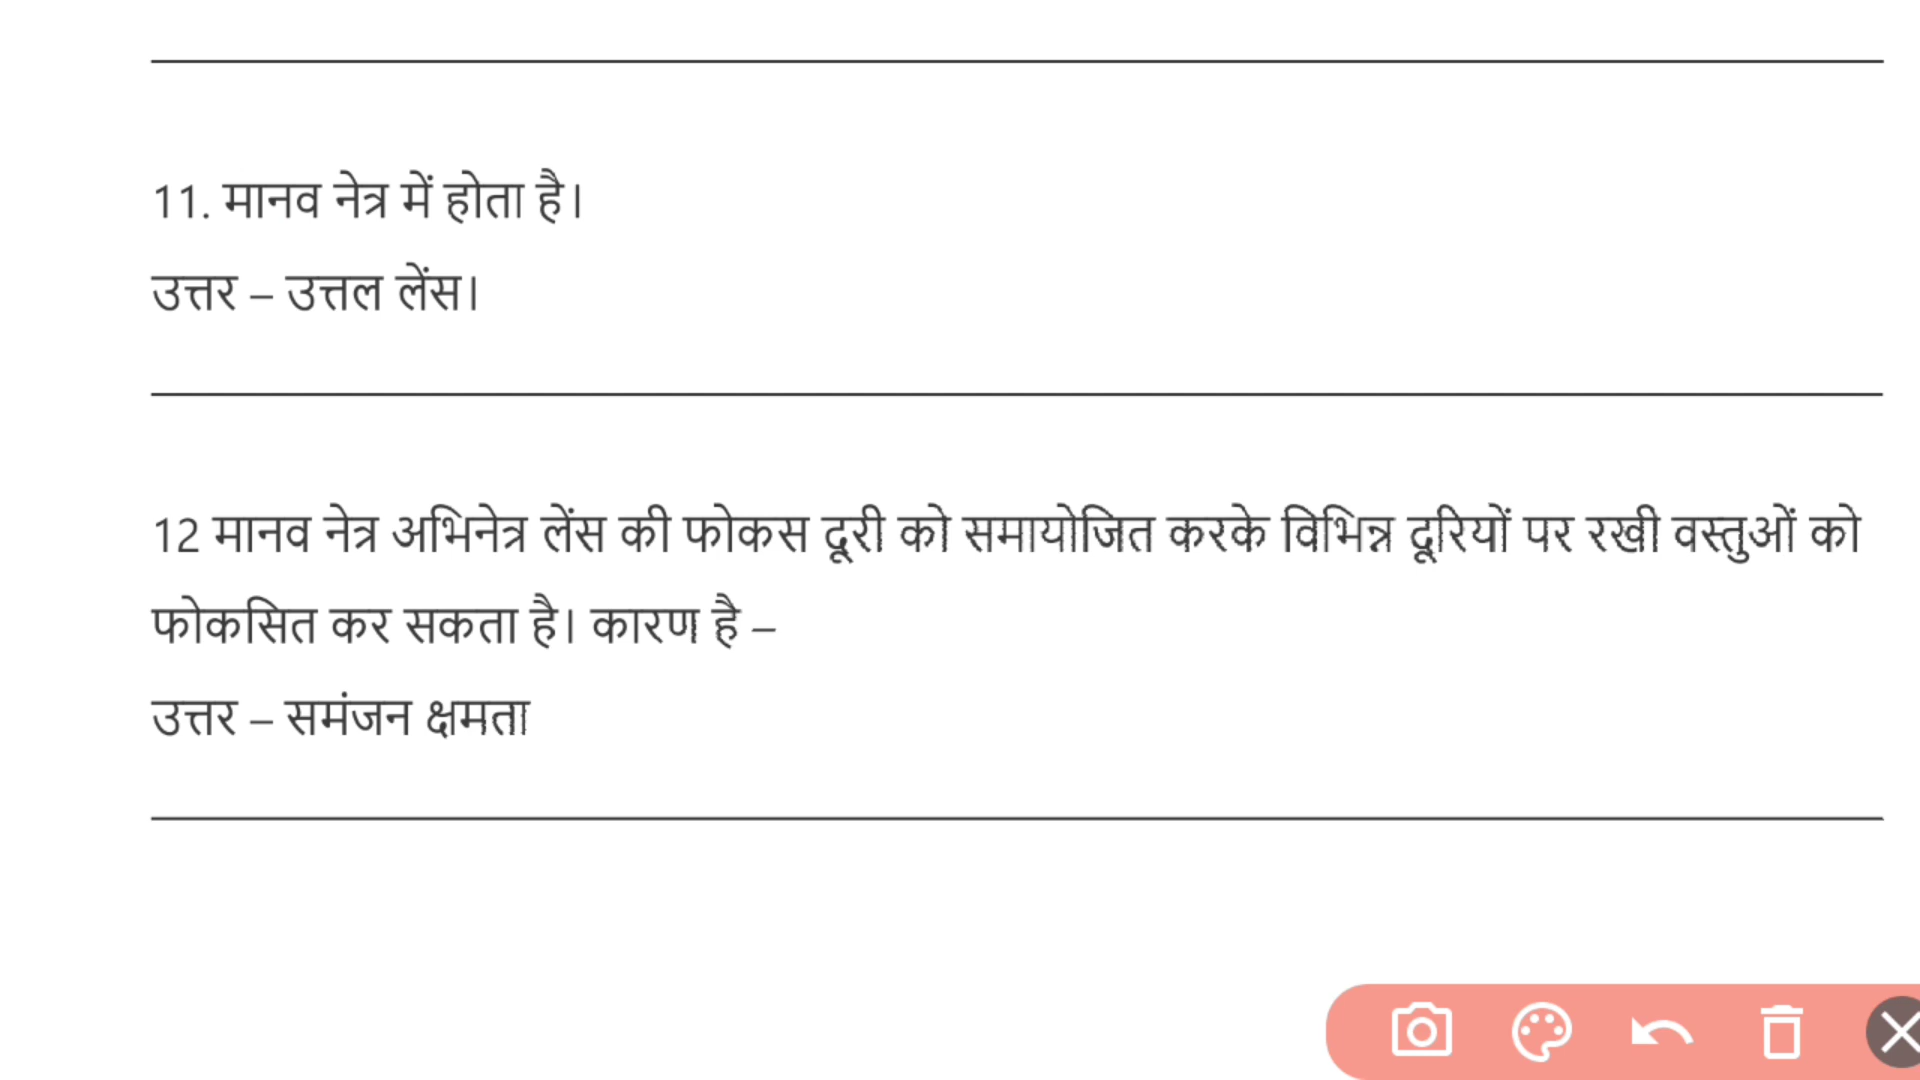 11. मानव नेत्र में होता है।
उत्तर – उत्तल लेंस।
12 मानव नेत्र अभिनेत्र लेंस की फोकस दूरी को समायोजित करके विभिन्न दूरियों पर रखी वस्तुओं को
फोकसित कर सकता है। कारण है –
उत्तर – समंजन क्षमता